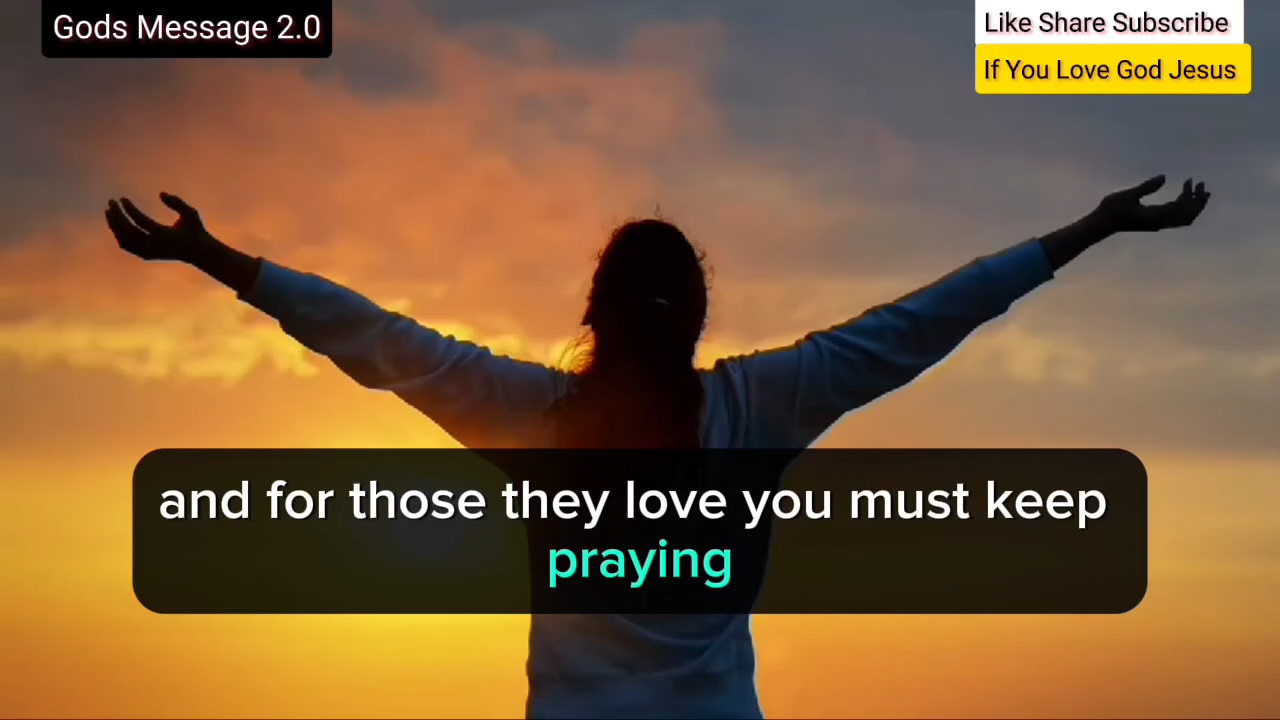 Gods Message 2.0
Like Share Subscribe
If You Love God Jesus
and for those they love you must keep
praying